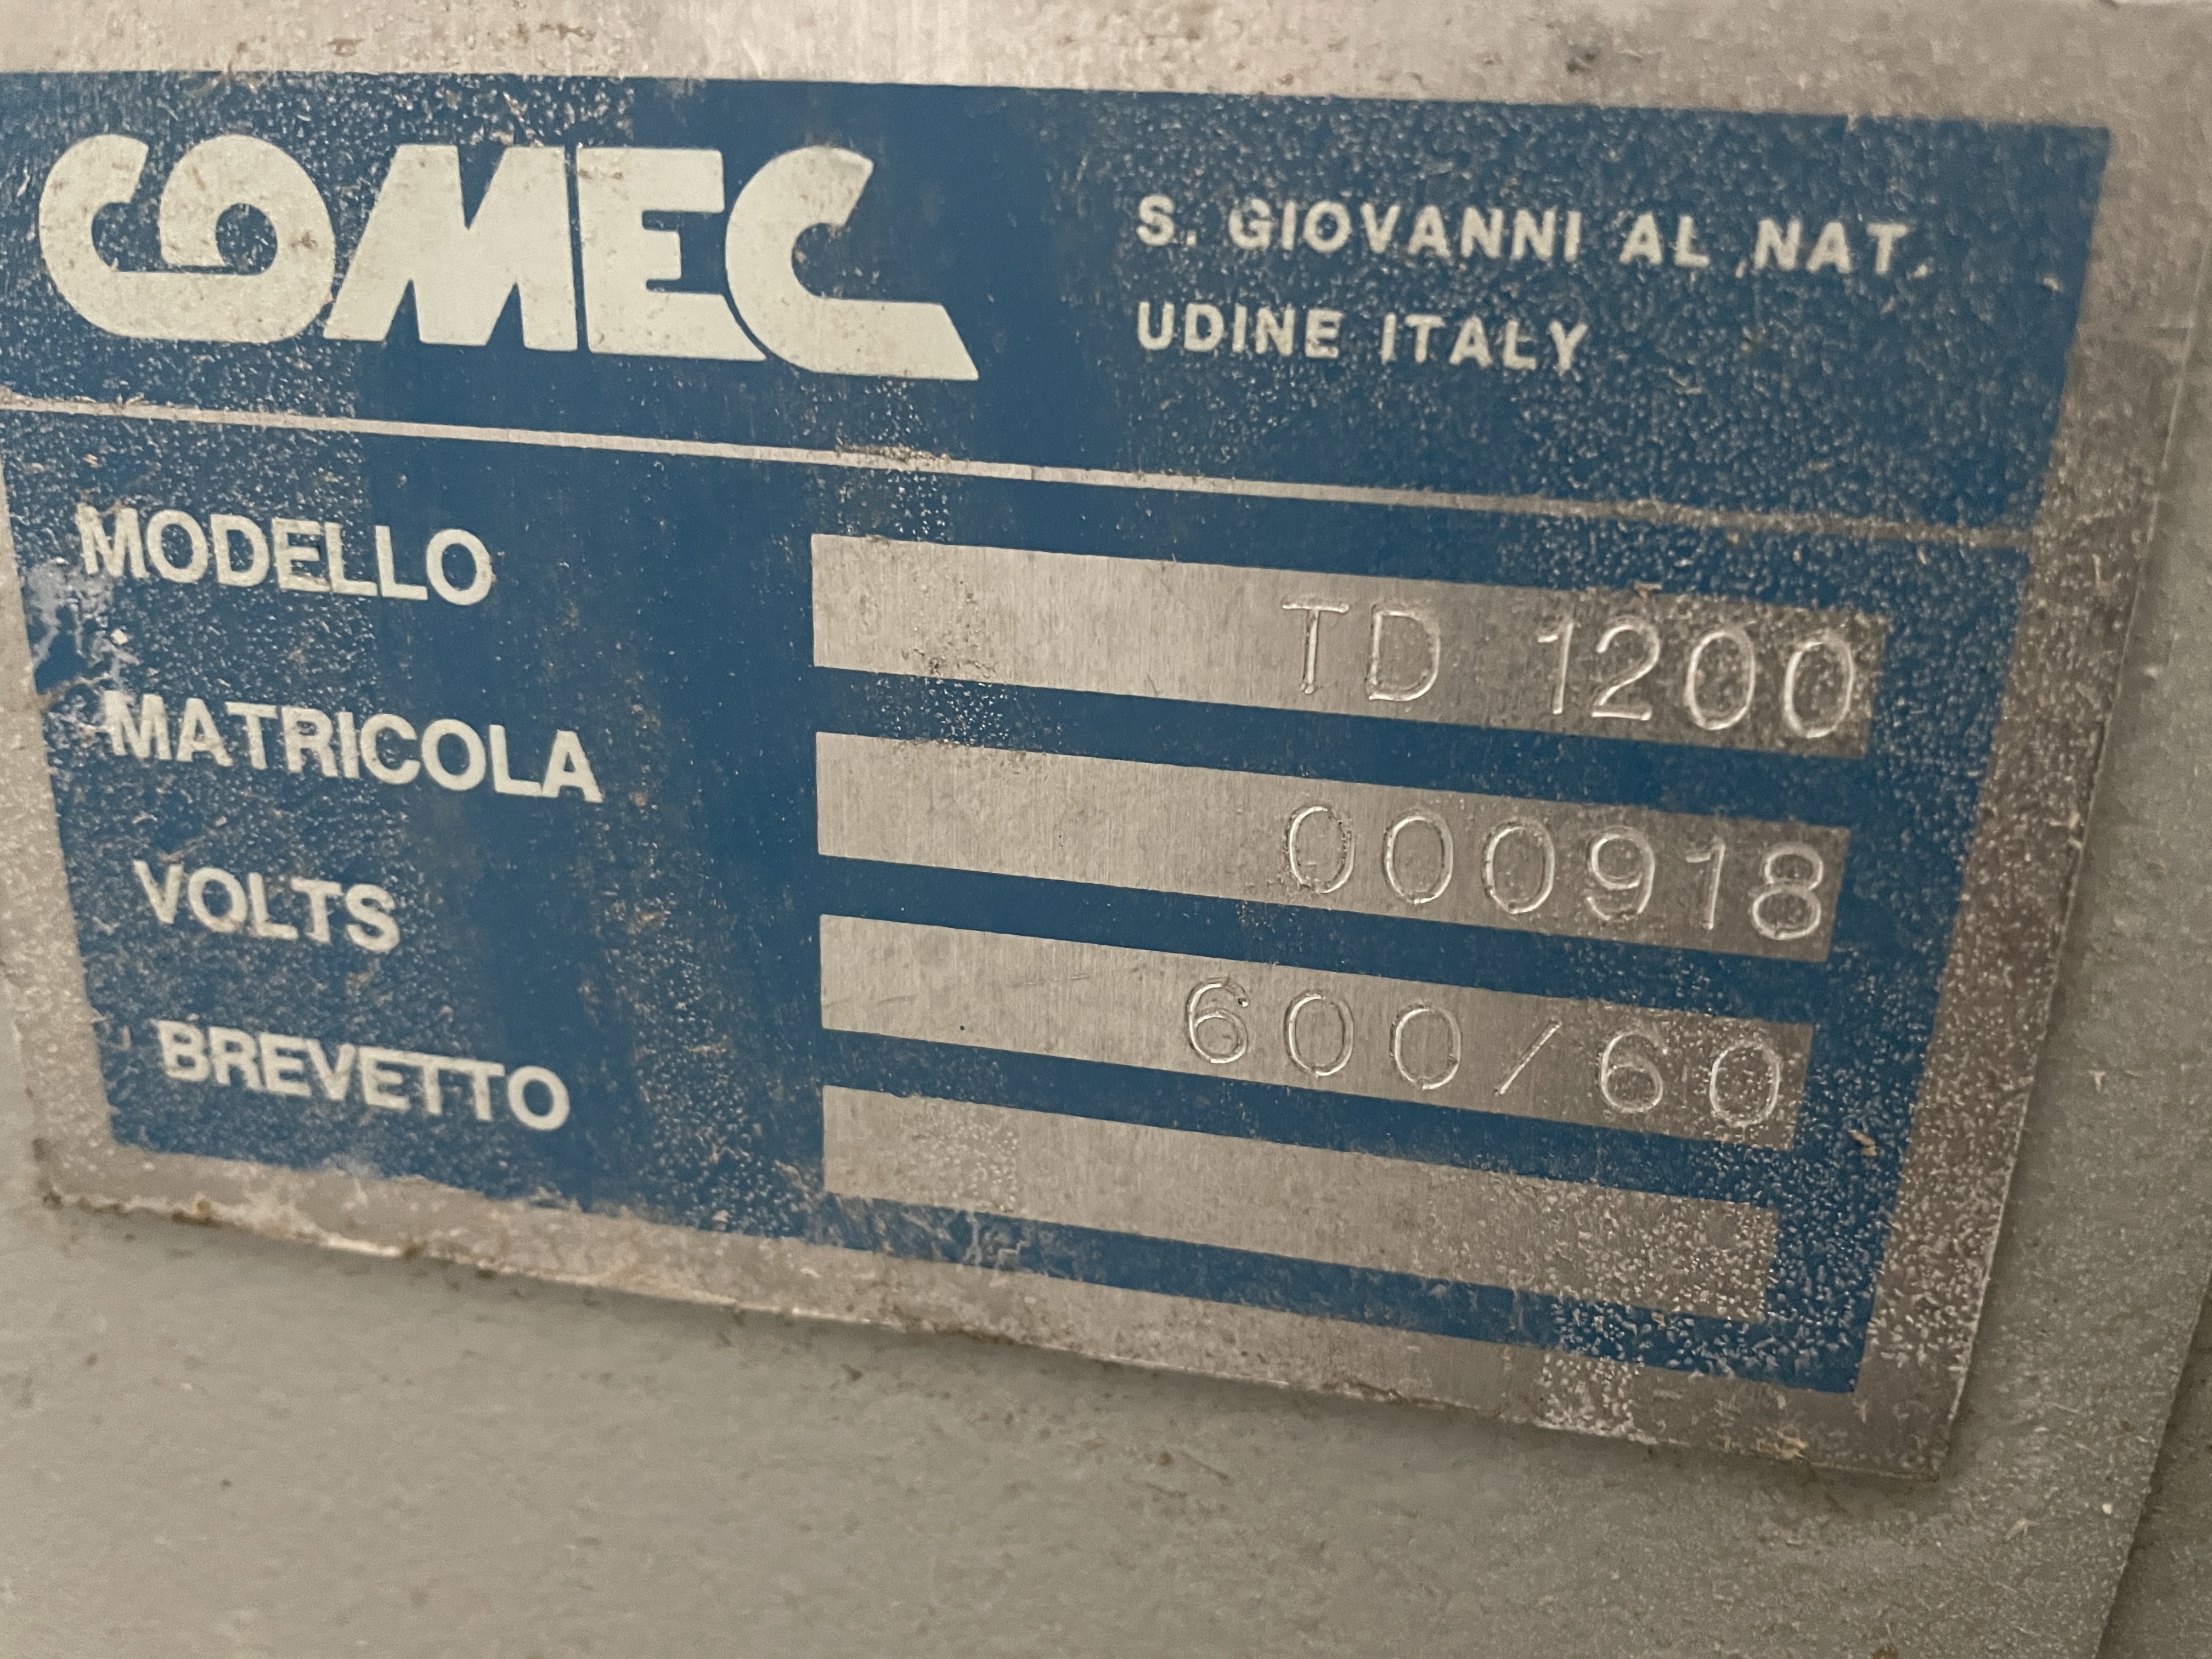 COMEC
S. GIOVANNI AL NAT.
UDINE ITALY
MODELLO TD 1200
MATRICOLA 000918
VOLTS 600/60
BREVETTO